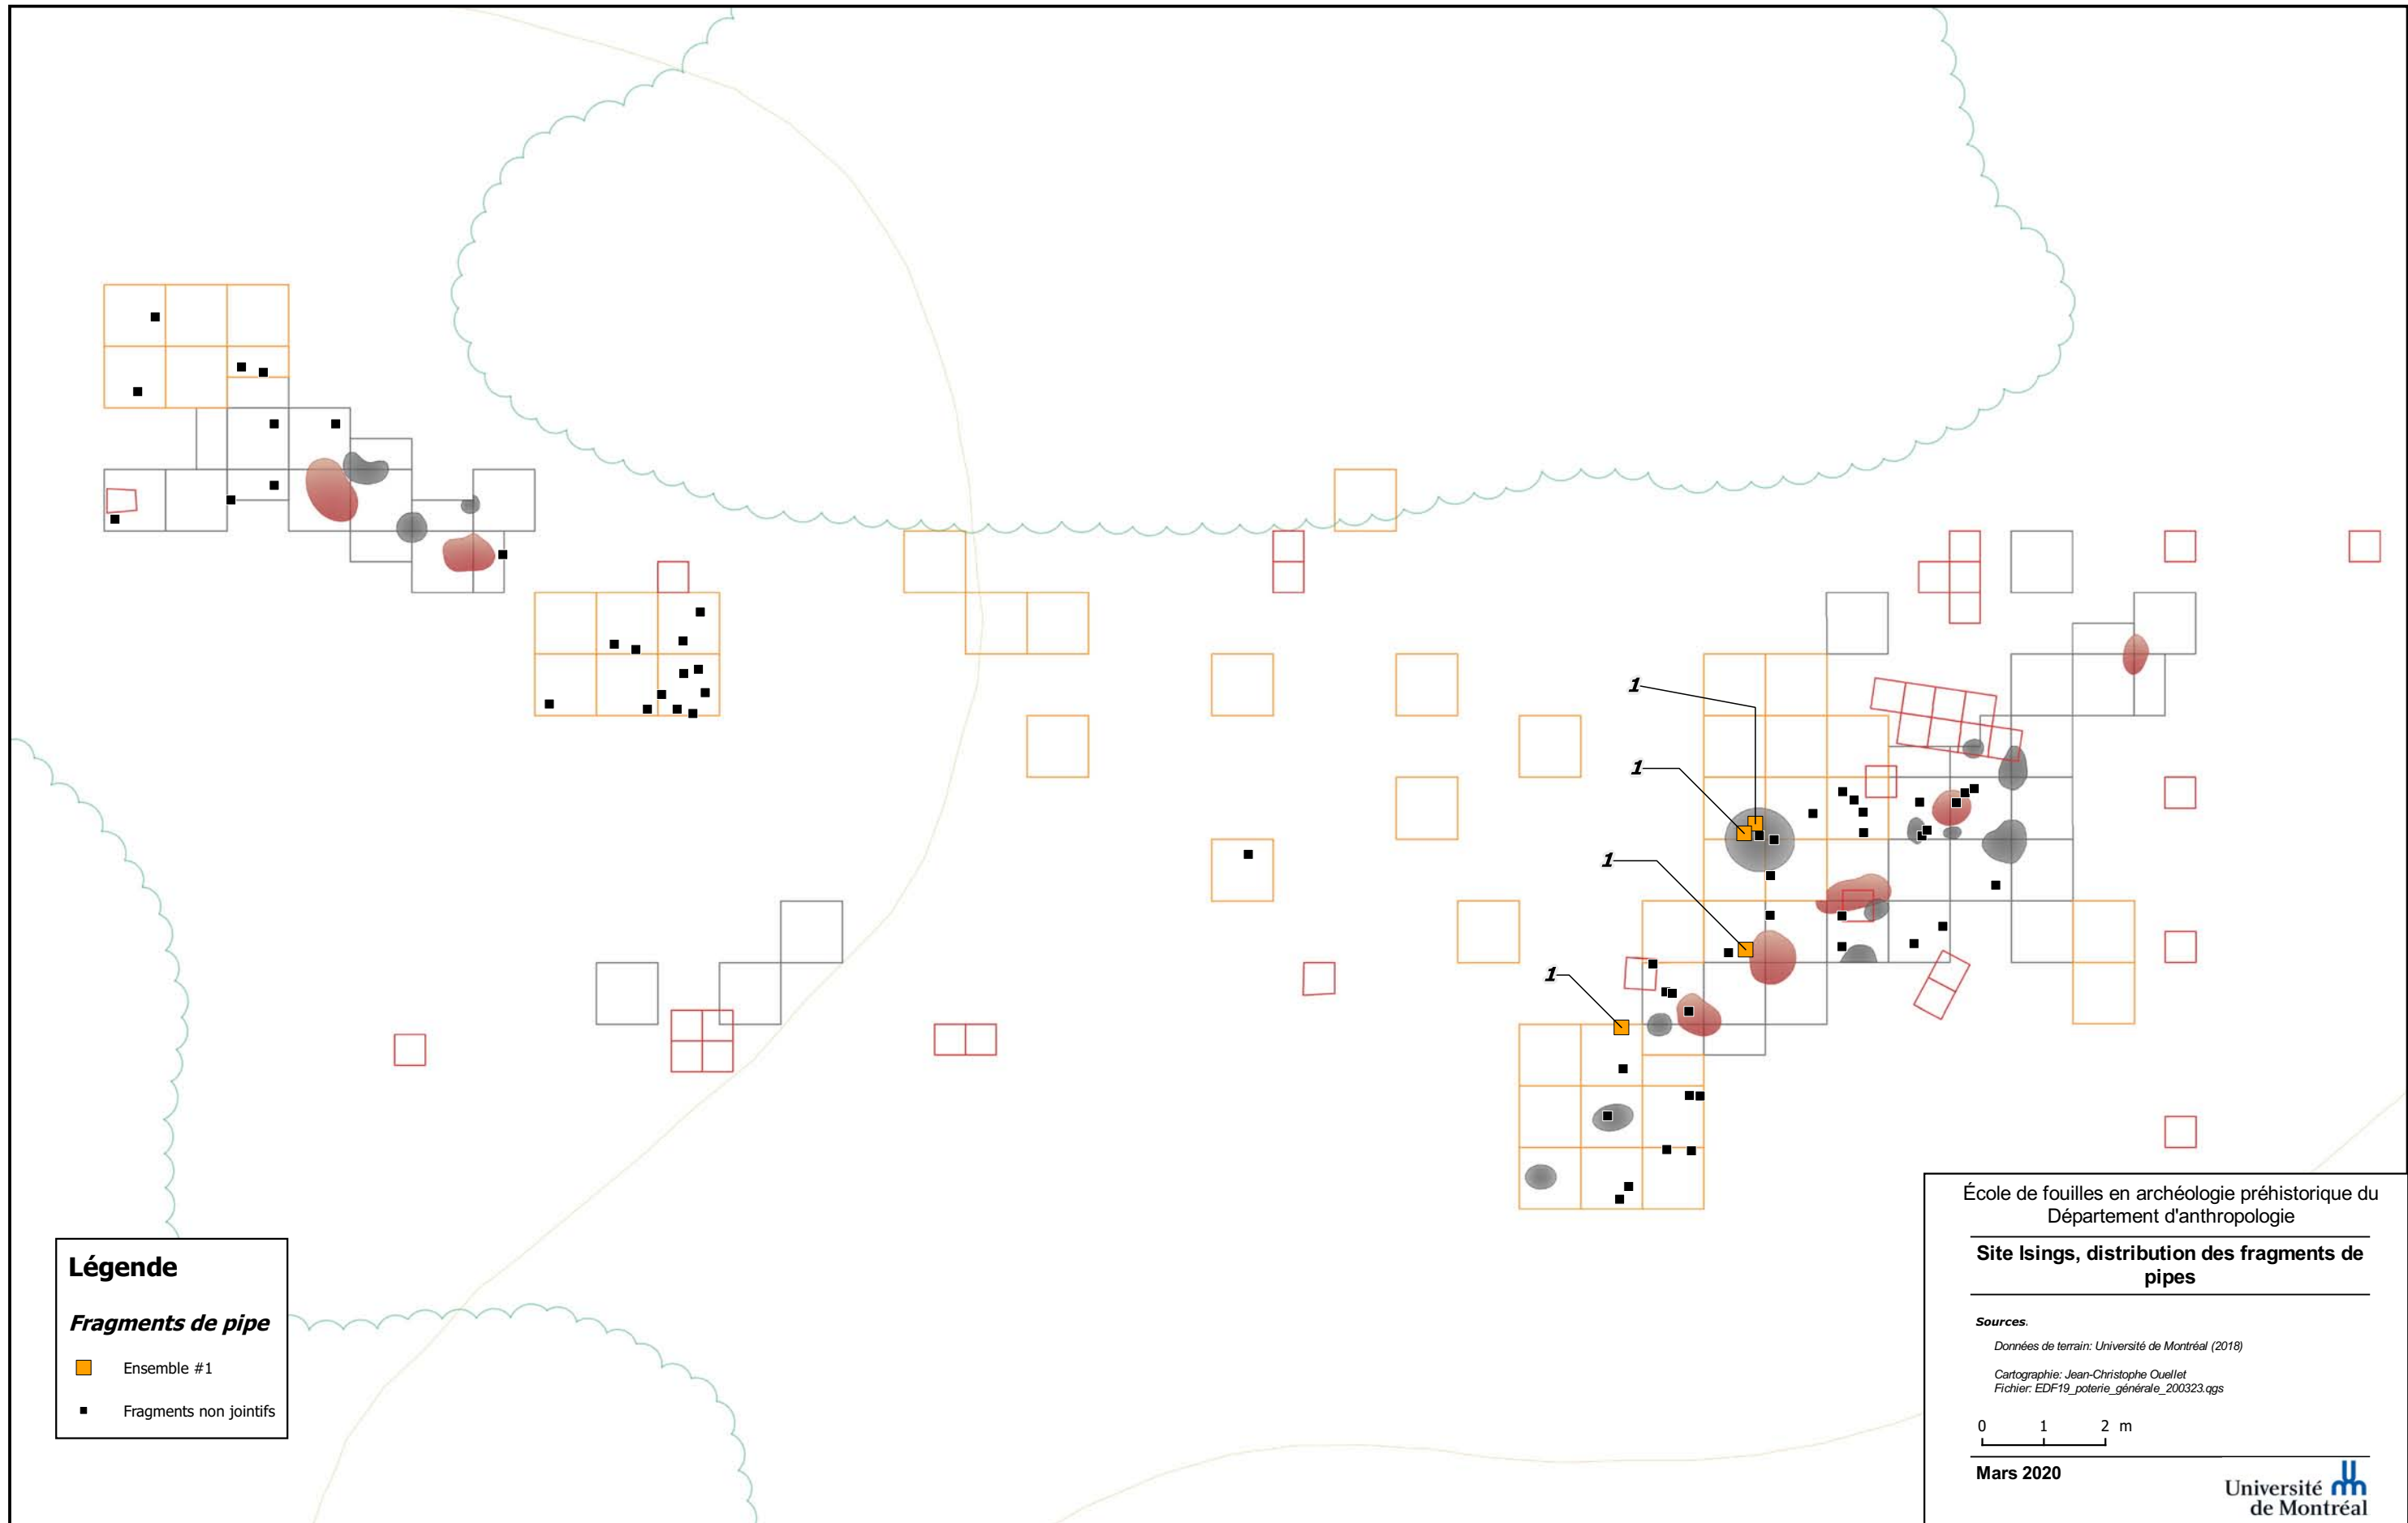 1
1
1
1
Légende
Fragments de pipe
Ensemble #1
Fragments non jointifs
École de fouilles en archéologie préhistorique du
Département d'anthropologie
Site Isings, distribution des fragments de
pipes
Sources.
Données de terrain: Université de Montréal (2018)
Cartographie: Jean-Christophe Ouellet
Fichier: EDF19_poterie_générale_200323.qgs
0 1 2 m
Mars 2020
Université
de Montréal